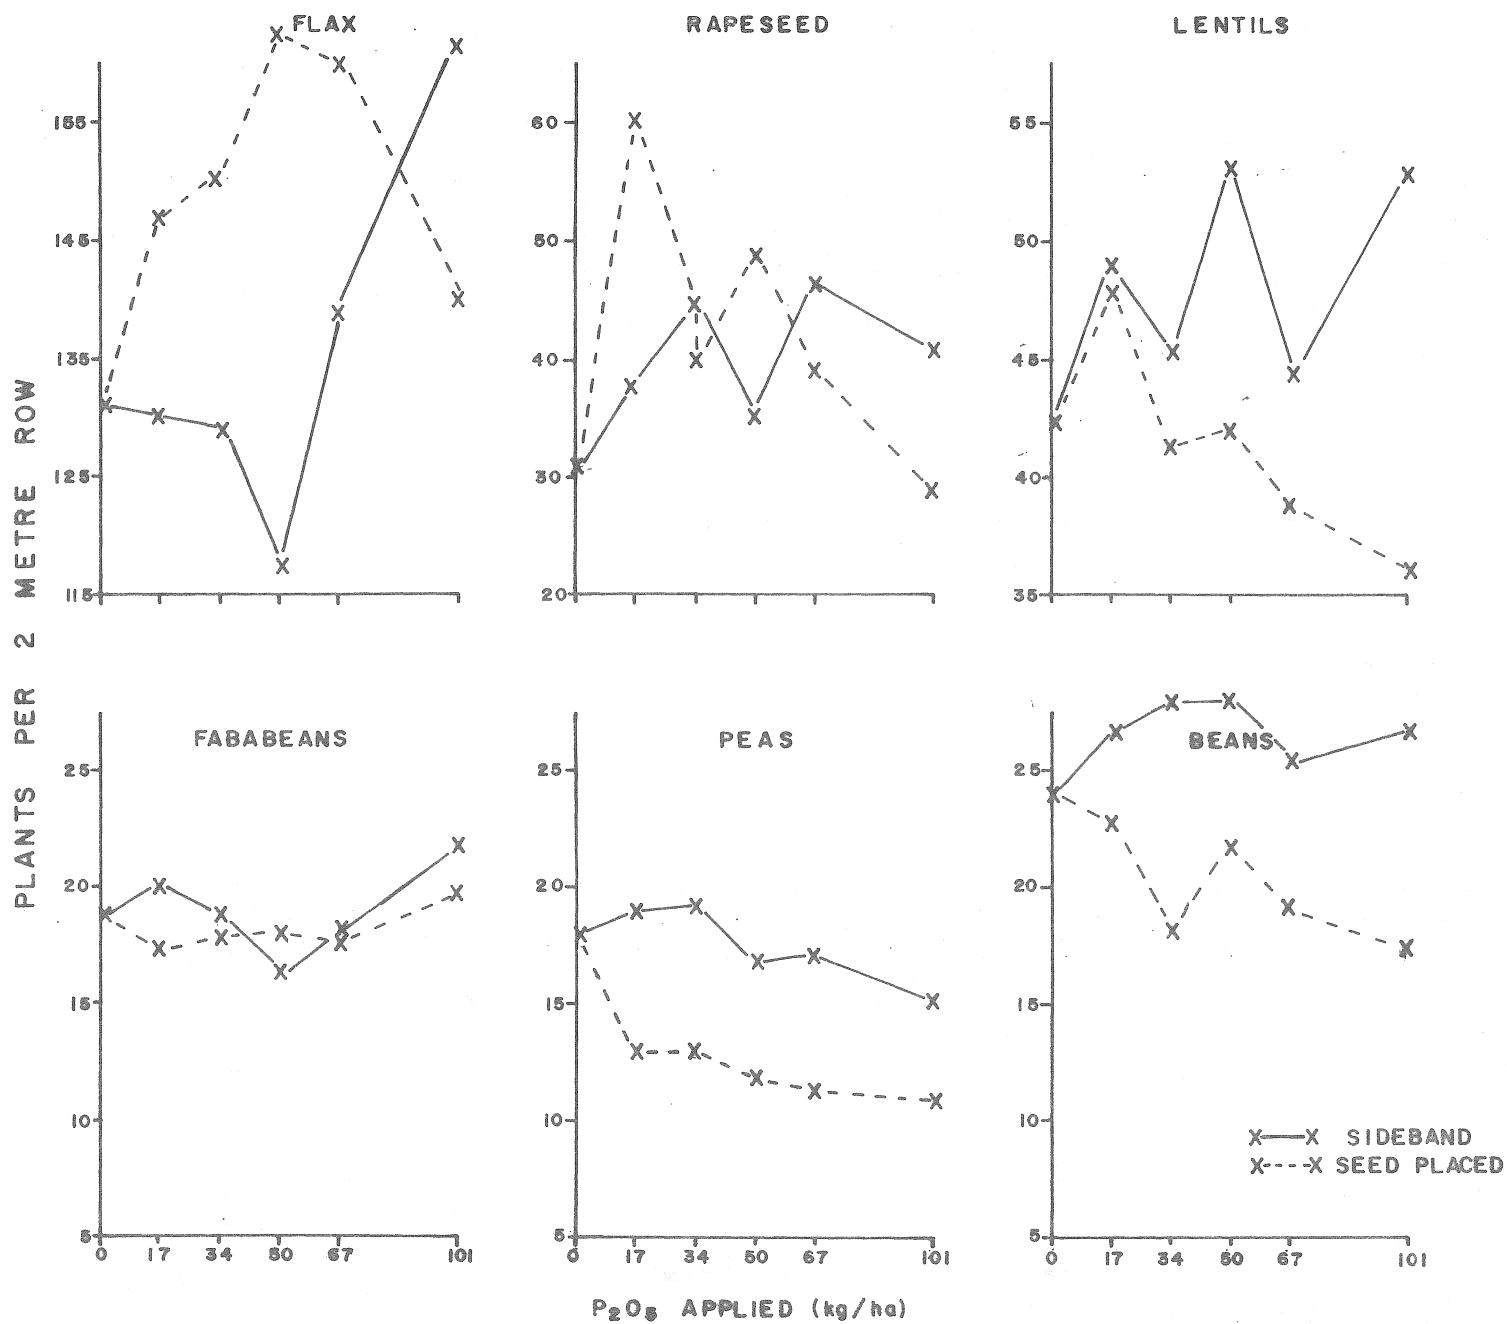 FLAX
RAPESEED
LENTILS
155
145
135
125
115
60
50
40
30
20
55
50
45
40
35
PLANTS PER 2 METRE ROW
FABABEANS
PEAS
BEANS
25
20
15
10
5
25
20
15
10
5
25
20
15
10
5
X—X SIDEBAND
X----X SEED PLACED
0 17 34 50 67 101
0 17 34 50 67 101
0 17 34 50 67 101
P₂O₅ APPLIED (kg/ha)